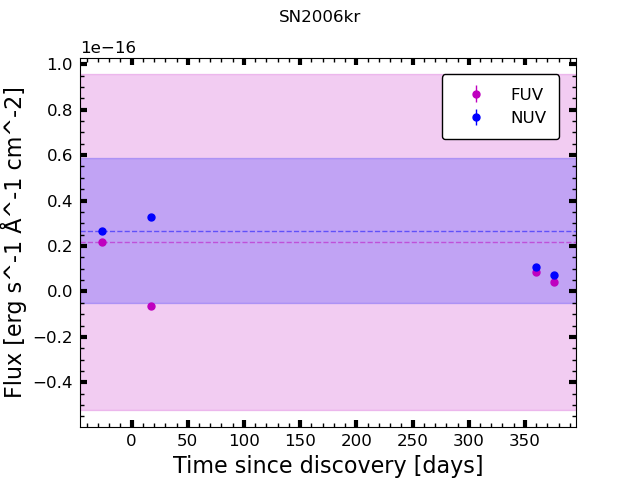 SN2006kr
1e−16
1.0
0.8
0.6
0.4
0.2
0.0
−0.2
−0.4
Flux [erg s^-1 Å^-1 cm^-2]
FUV
NUV
0 50 100 150 200 250 300 350
Time since discovery [days]